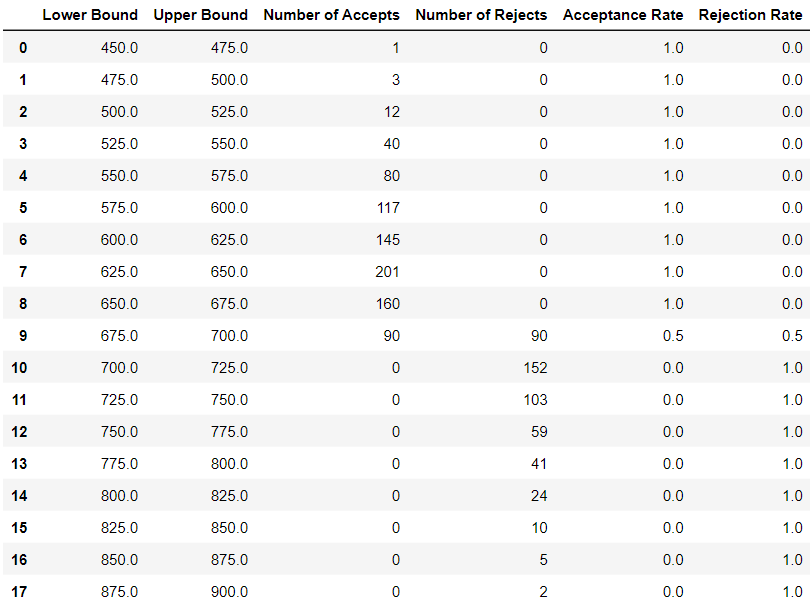 Lower Bound Upper Bound Number of Accepts Number of Rejects Acceptance Rate Rejection Rate
0 450.0 475.0 1 0 1.0 0.0
1 475.0 500.0 3 0 1.0 0.0
2 500.0 525.0 12 0 1.0 0.0
3 525.0 550.0 40 0 1.0 0.0
4 550.0 575.0 80 0 1.0 0.0
5 575.0 600.0 117 0 1.0 0.0
6 600.0 625.0 145 0 1.0 0.0
7 625.0 650.0 201 0 1.0 0.0
8 650.0 675.0 160 0 1.0 0.0
9 675.0 700.0 90 90 0.5 0.5
10 700.0 725.0 0 152 0.0 1.0
11 725.0 750.0 0 103 0.0 1.0
12 750.0 775.0 0 59 0.0 1.0
13 775.0 800.0 0 41 0.0 1.0
14 800.0 825.0 0 24 0.0 1.0
15 825.0 850.0 0 10 0.0 1.0
16 850.0 875.0 0 5 0.0 1.0
17 875.0 900.0 0 2 0.0 1.0